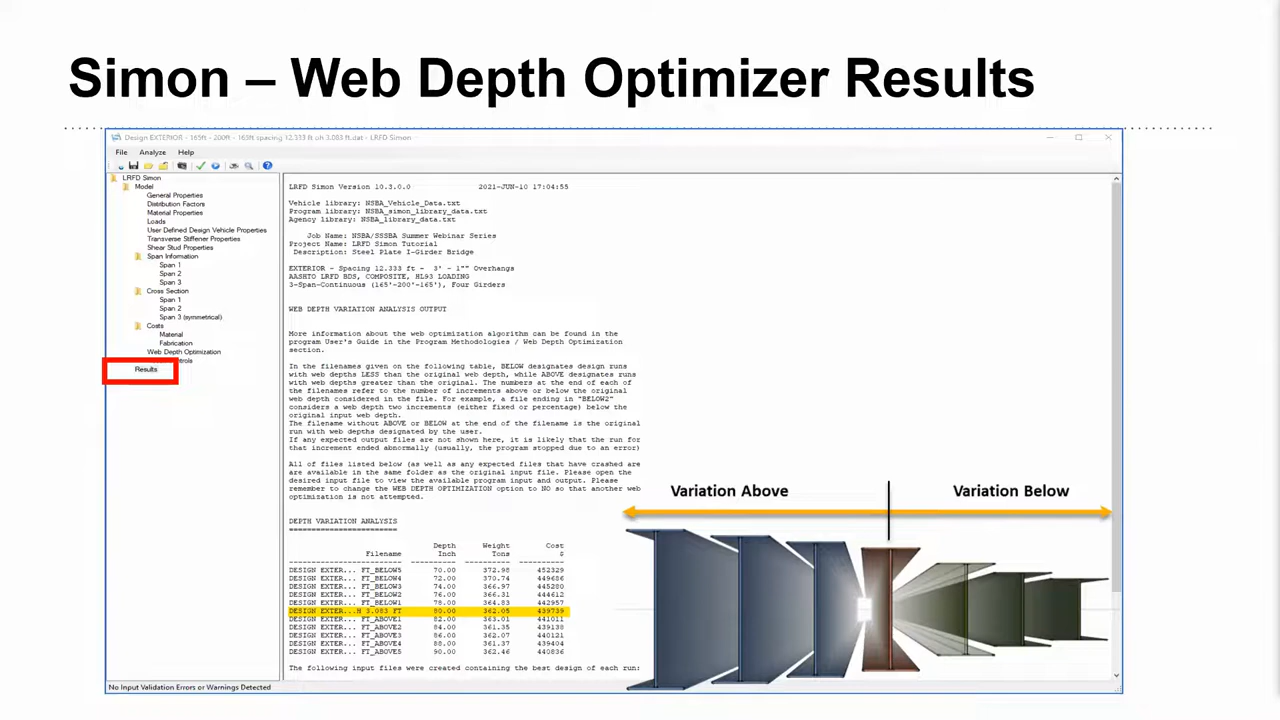 Simon – Web Depth Optimizer Results
Design EXTERIOR - 165ft - 200ft - 165ft spacing 12.333 ft oh 3.083 ft.dat - LRFD Simon
File Analyze Help
LRFD Simon
Model
General Properties
Distribution Factors
Material Properties
Loads
User Defined Design Vehicle Properties
Transverse Stiffener Properties
Shear Stud Properties
Span Information
Span 1
Span 2
Span 3
Cross Section
Span 1
Span 2
Span 3 (symmetrical)
Costs
Material
Fabrication
Web Depth Optimization
Results
LRFD Simon Version 10.3.0.0 2021-JUN-10 17:04:55
Vehicle library: NSBA_Vehicle_Data.txt
Program library: NSBA_simon_library_data.txt
Agency library: NSBA_library_data.txt
Job Name: NSBA/SSSBA Summer Webinar Series
Project Name: LRFD Simon Tutorial
Description: Steel Plate I-Girder Bridge
EXTERIOR - Spacing 12.333 ft - 3' - 1"" Overhangs
AASHTO LRFD BDS, COMPOSITE, HL93 LOADING
3-Span-Continuous (165'-200'-165'), Four Girders
WEB DEPTH VARIATION ANALYSIS OUTPUT
More information about the web optimization algorithm can be found in the
program User's Guide in the Program Methodologies / Web Depth Optimization
section.
In the filenames given on the following table, BELOW designates design runs
with web depths LESS than the original web depth, while ABOVE designates runs
with web depths greater than the original. The numbers at the end of each of
the filenames refer to the number of increments above or below the original
web depth considered in the file. For example, a file ending in "BELOW2"
considers a web depth two increments (either fixed or percentage) below the
original input web depth.
The filename without ABOVE or BELOW at the end of the filename is the original
run with web depths designated by the user.
If any expected output files are not shown here, it is likely that the run for
that increment ended abnormally (usually, the program stopped due to an error)
All of files listed below (as well as any expected files that have crashed are
are available in the same folder as the original input file. Please open the
desired input file to view the available program input and output. Please
remember to change the WEB DEPTH OPTIMIZATION option to NO so that another web
optimization is not attempted.
DEPTH VARIATION ANALYSIS
Depth Weight Cost
Filename Inch Tons $
DESIGN EXTER... FT_BELOW5 70.00 372.98 452329
DESIGN EXTER... FT_BELOW4 72.00 370.74 449686
DESIGN EXTER... FT_BELOW3 74.00 366.97 445280
DESIGN EXTER... FT_BELOW2 76.00 366.31 444612
DESIGN EXTER... FT_BELOW1 78.00 364.83 442957
DESIGN EXTER...H 3.083 FT 80.00 362.05 439739
DESIGN EXTER... FT_ABOVE1 82.00 363.01 441011
DESIGN EXTER... FT_ABOVE2 84.00 361.35 439138
DESIGN EXTER... FT_ABOVE3 86.00 362.07 440121
DESIGN EXTER... FT_ABOVE4 88.00 361.37 439404
DESIGN EXTER... FT_ABOVE5 90.00 362.46 440836
The following input files were created containing the best design of each run:
Variation Above Variation Below
No Input Validation Errors or Warnings Detected